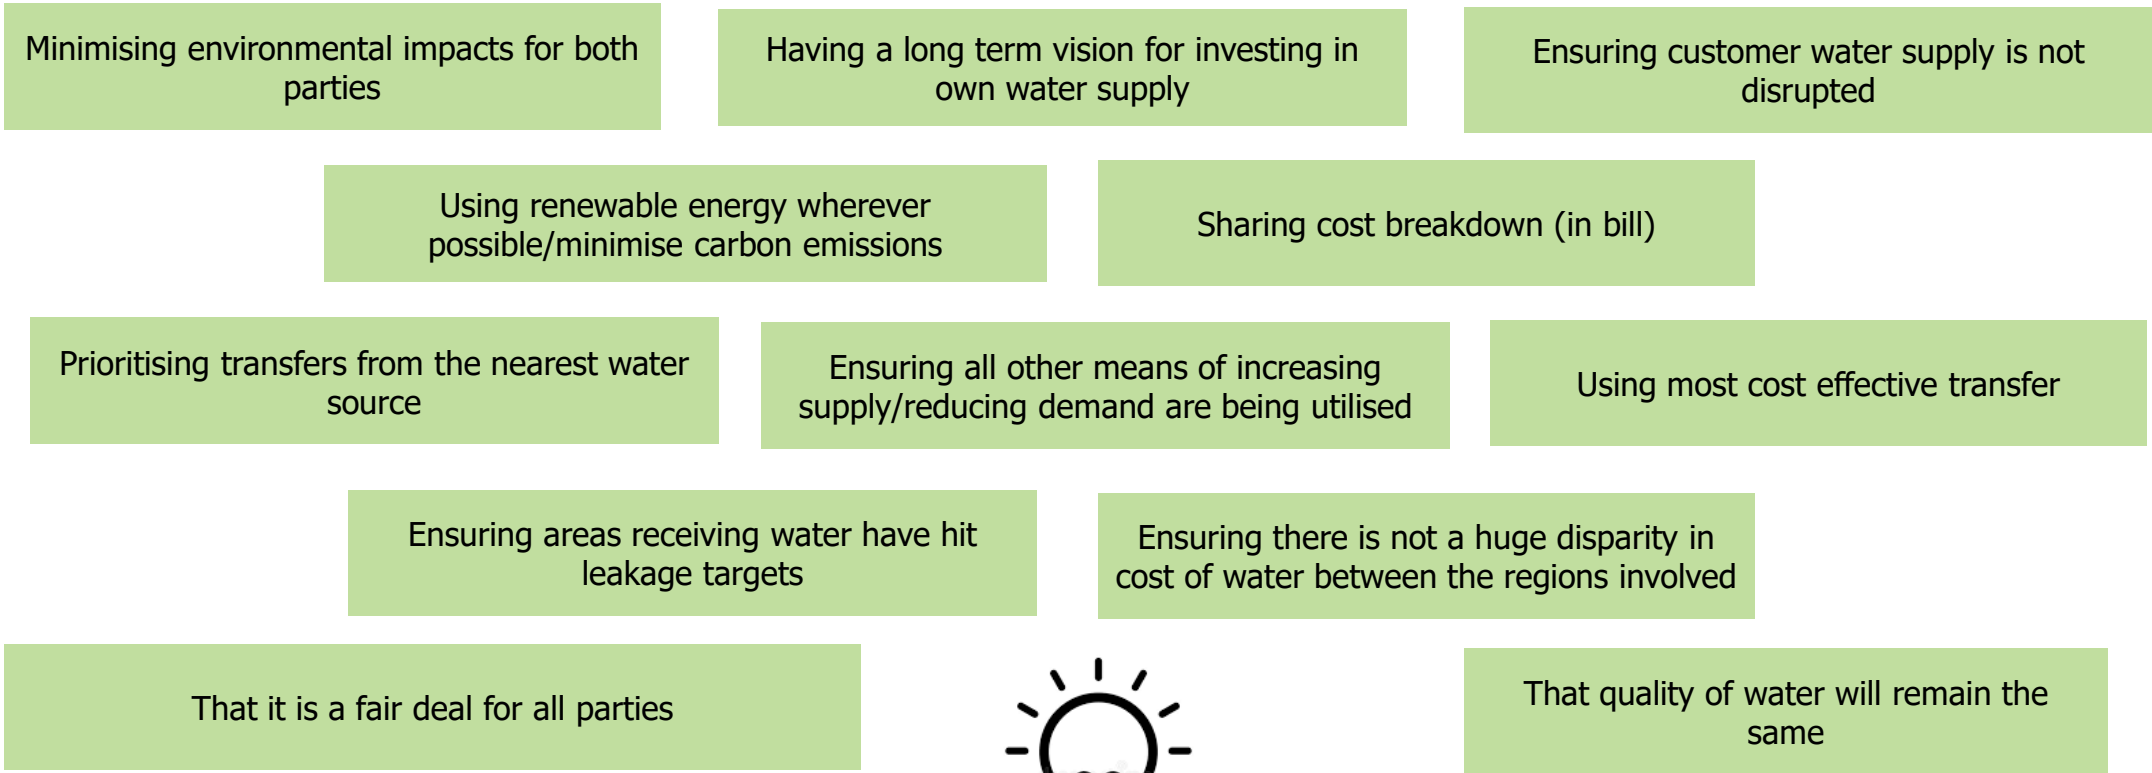 Minimising environmental impacts for both
parties
Having a long term vision for investing in
own water supply
Ensuring customer water supply is not
disrupted
Using renewable energy wherever
possible/minimise carbon emissions
Sharing cost breakdown (in bill)
Prioritising transfers from the nearest water
source
Ensuring all other means of increasing
supply/reducing demand are being utilised
Using most cost effective transfer
Ensuring areas receiving water have hit
leakage targets
Ensuring there is not a huge disparity in
cost of water between the regions involved
That it is a fair deal for all parties
That quality of water will remain the
same